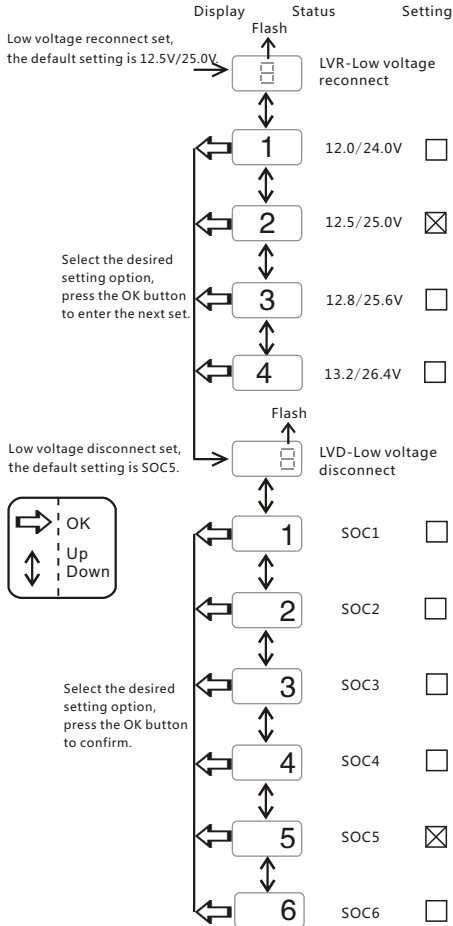 Display Status Setting
Flash
Low voltage reconnect set,
the default setting is 12.5V/25.0V.
LVR-Low voltage
reconnect
1 12.0/24.0V
2 12.5/25.0V
Select the desired
setting option,
press the OK button
to enter the next set.
3 12.8/25.6V
4 13.2/26.4V
Flash
Low voltage disconnect set,
the default setting is SOC5.
LVD-Low voltage
disconnect
OK
Up
Down
1 SOC1
2 SOC2
Select the desired
setting option,
press the OK button
to confirm.
3 SOC3
4 SOC4
5 SOC5
6 SOC6